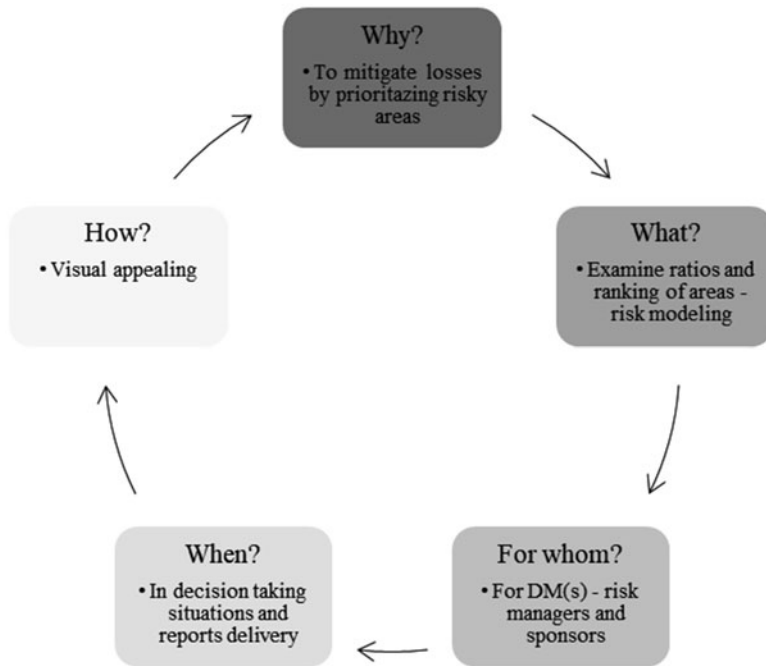 Why?
• To mitigate losses
by prioritazing risky
areas
What?
• Examine ratios and
ranking of areas -
risk modeling
For whom?
• For DM(s) - risk
managers and
sponsors
When?
• In decision taking
situations and
reports delivery
How?
• Visual appealing